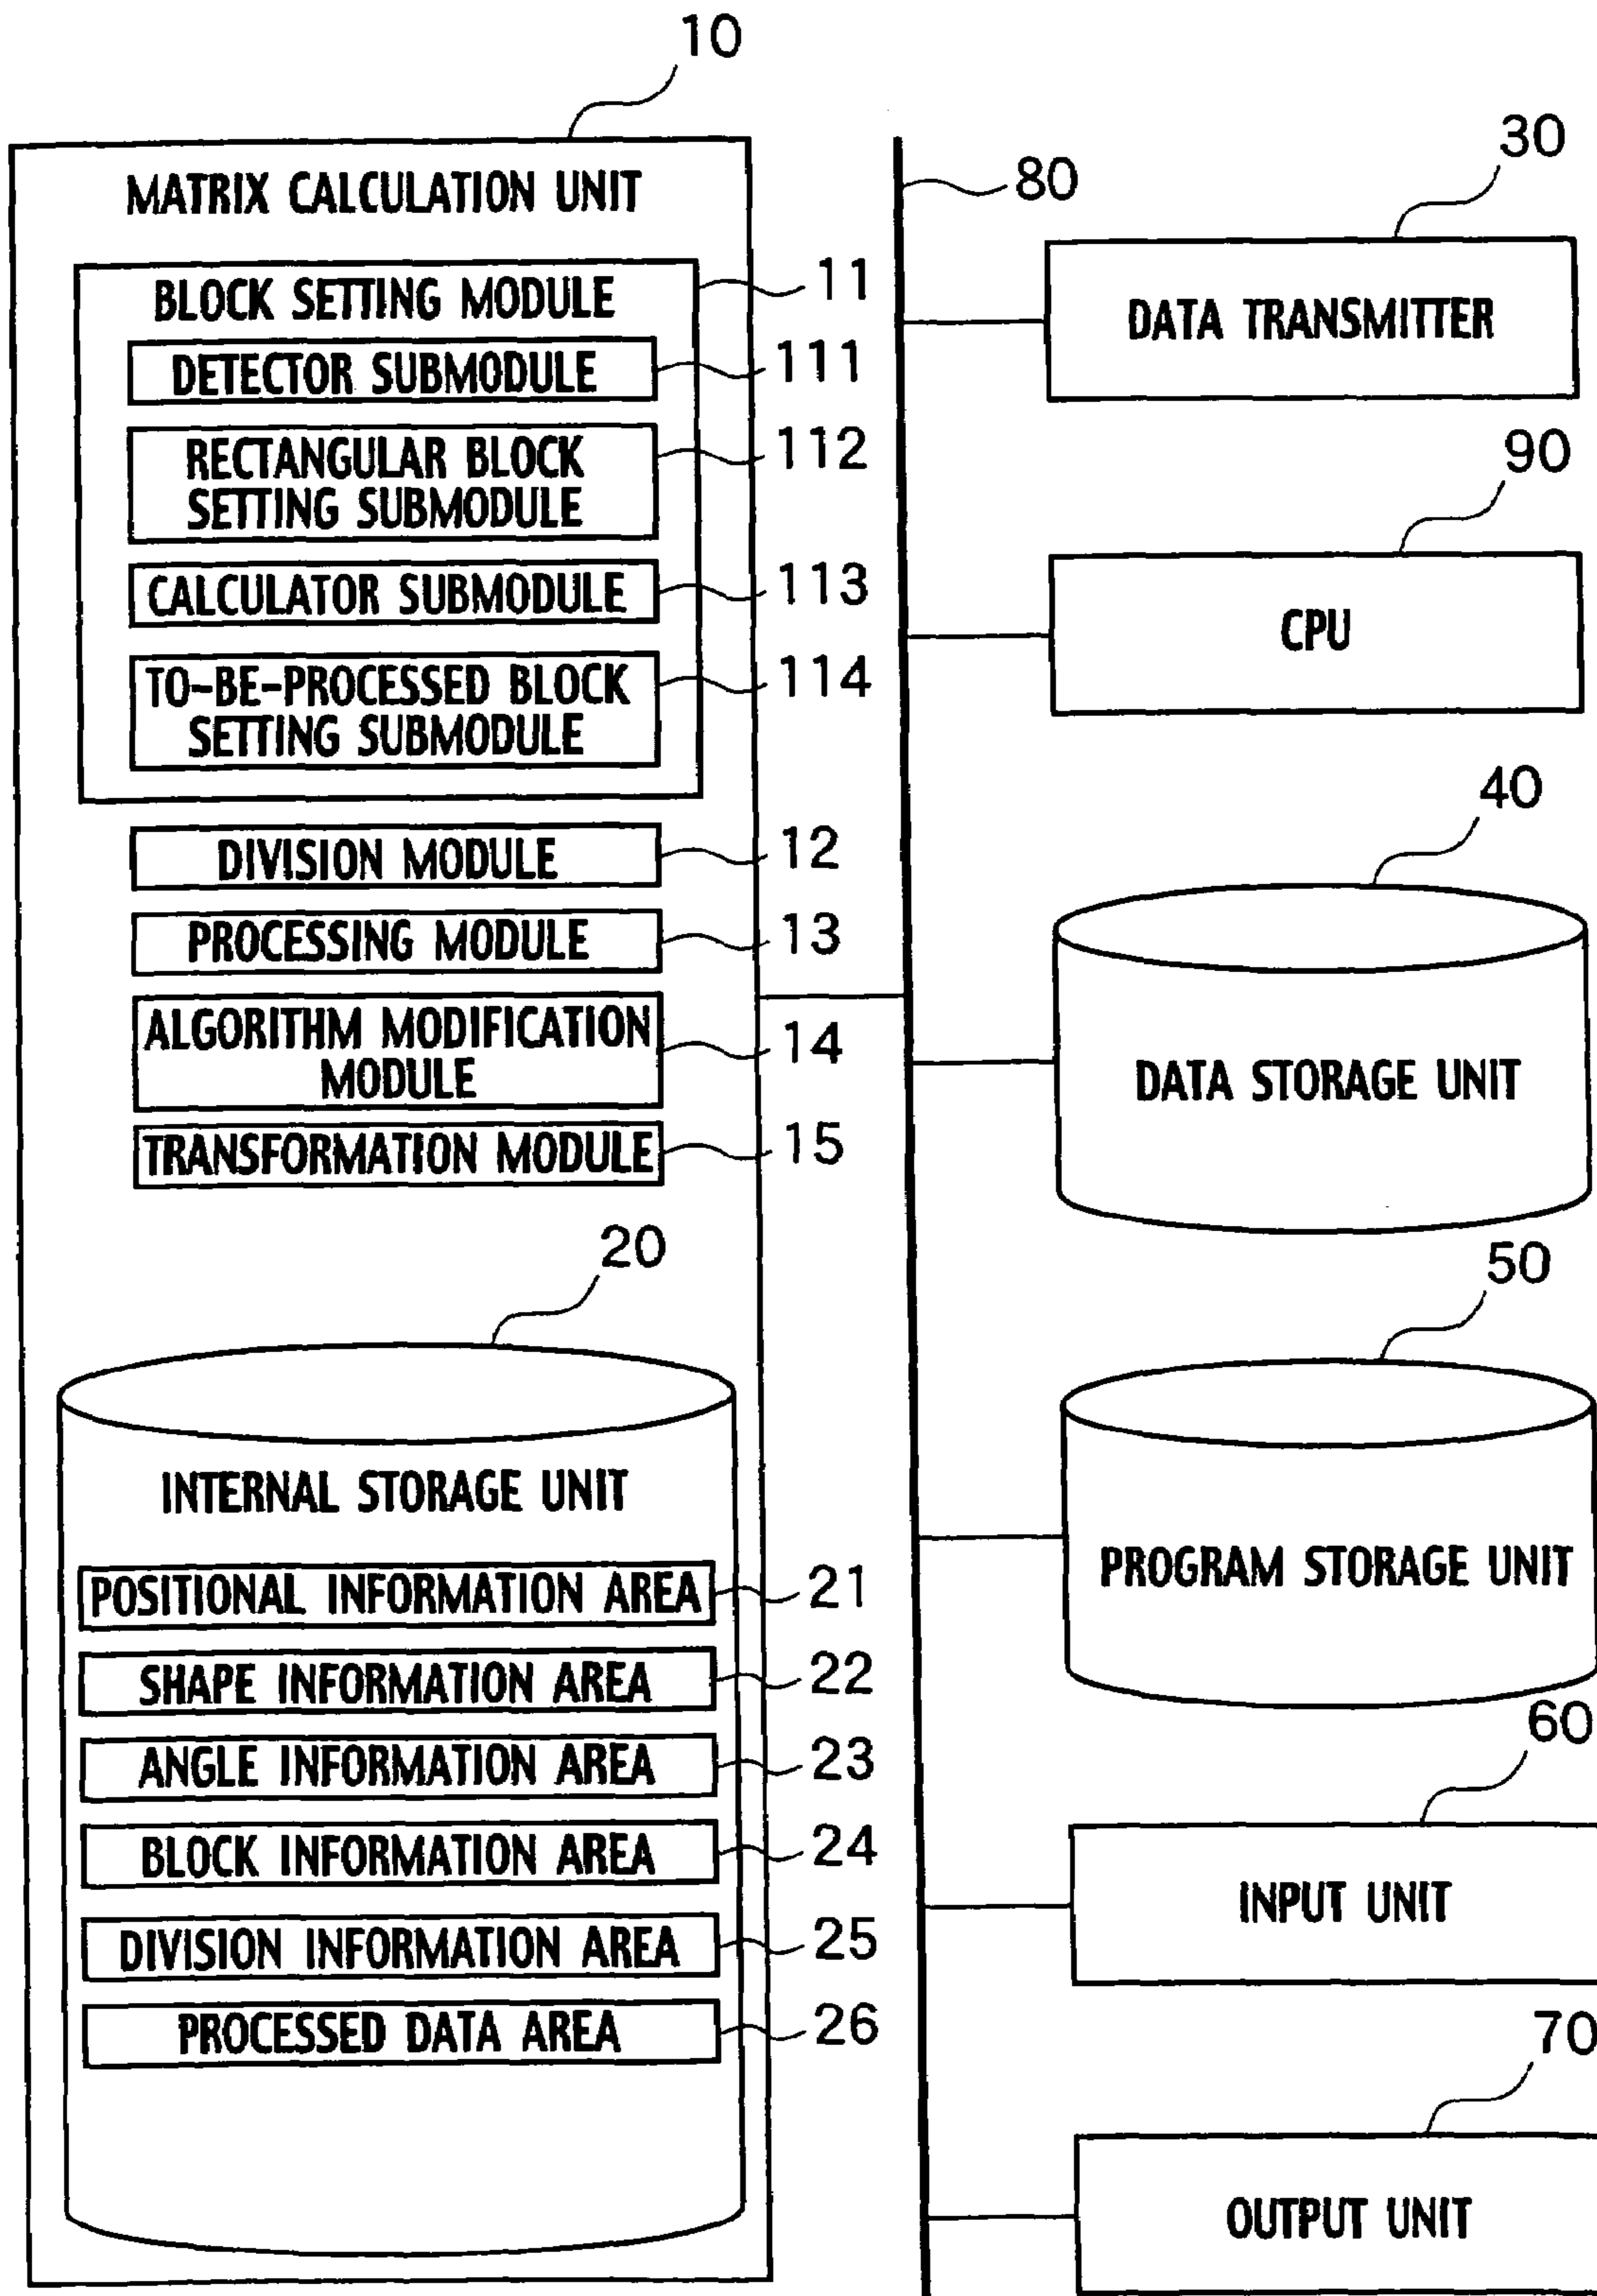 10
MATRIX CALCULATION UNIT
BLOCK SETTING MODULE
11
DETECTOR SUBMODULE
111
RECTANGULAR BLOCK
SETTING SUBMODULE
112
CALCULATOR SUBMODULE
113
TO-BE-PROCESSED BLOCK
SETTING SUBMODULE
114
DIVISION MODULE
12
PROCESSING MODULE
13
ALGORITHM MODIFICATION
MODULE
14
TRANSFORMATION MODULE
15
20
INTERNAL STORAGE UNIT
POSITIONAL INFORMATION AREA
21
SHAPE INFORMATION AREA
22
ANGLE INFORMATION AREA
23
BLOCK INFORMATION AREA
24
DIVISION INFORMATION AREA
25
PROCESSED DATA AREA
26
80
30
DATA TRANSMITTER
90
CPU
40
DATA STORAGE UNIT
50
PROGRAM STORAGE UNIT
60
INPUT UNIT
70
OUTPUT UNIT